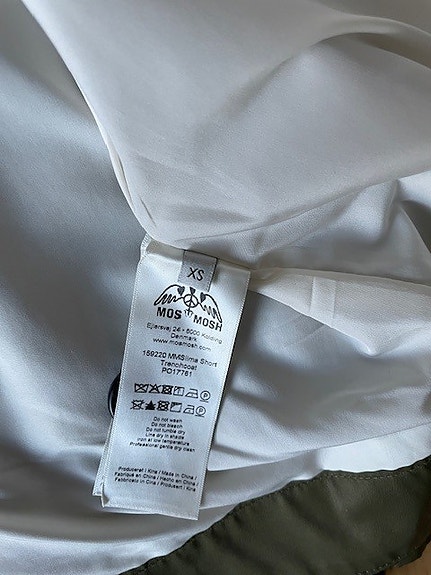 XS
MOS MOSH
Ejlersvej 24 - 6000 Kolding
Denmark
www.mosmosh.com
159220 MMSlima Short
Trenchcoat
PO17761
Do not wash
Do not bleach
Do not tumble dry
Line dry in shade
Iron at low temperature
Professional gentle dry clean
Produceret i Kina / Made in China /
Fabriqué en Chine / Hecho en China /
Fabbricato in Cina / Produsert i Kina